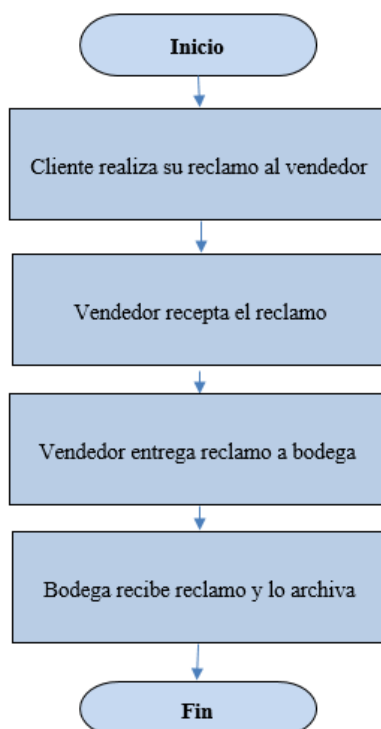 Inicio
Cliente realiza su reclamo al vendedor
Vendedor recepta el reclamo
Vendedor entrega reclamo a bodega
Bodega recibe reclamo y lo archiva
Fin